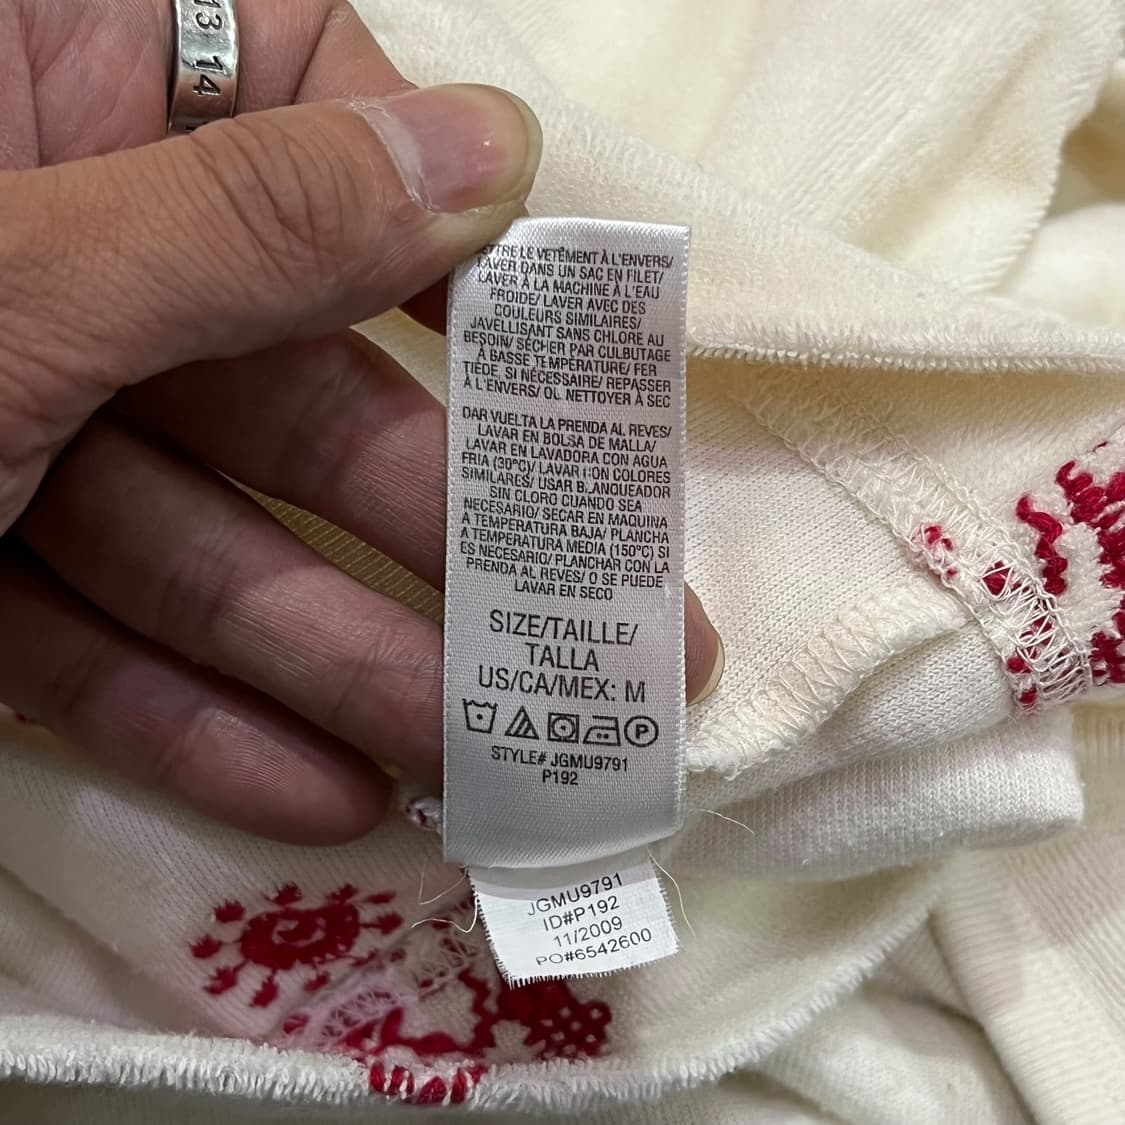 13 14
LE VETÊMENT À L'ENVERS/
LAVER DANS UN SAC EN FILET/
LAVER À LA MACHINE À L'EAU
FROIDE/ LAVER AVEC DES
COULEURS SIMILAIRES/
JAVELLISANT SANS CHLORE AU
BESOIN/ SÉCHER PAR CULBUTAGE
À BASSE TEMPÉRATURE/ FER
TIÈDE, SI NÉCESSAIRE/ REPASSER
À L'ENVERS/ OU NETTOYER À SEC
DAR VUELTA LA PRENDA AL REVES/
LAVAR EN BOLSA DE MALLA/
LAVAR EN LAVADORA CON AGUA
FRIA (30°C)/ LAVAR CON COLORES
SIMILARES/ USAR BLANQUEADOR
SIN CLORO CUANDO SEA
NECESARIO/ SECAR EN MAQUINA
A TEMPERATURA BAJA/ PLANCHA
A TEMPERATURA MEDIA (150°C) SI
ES NECESARIO/ PLANCHAR CON LA
PRENDA AL REVES/ O SE PUEDE
LAVAR EN SECO
SIZE/TAILLE/
TALLA
US/CA/MEX: M
P
STYLE# JGMU9791
P192
JGMU9791
ID#P192
11/2009
PO#6542600